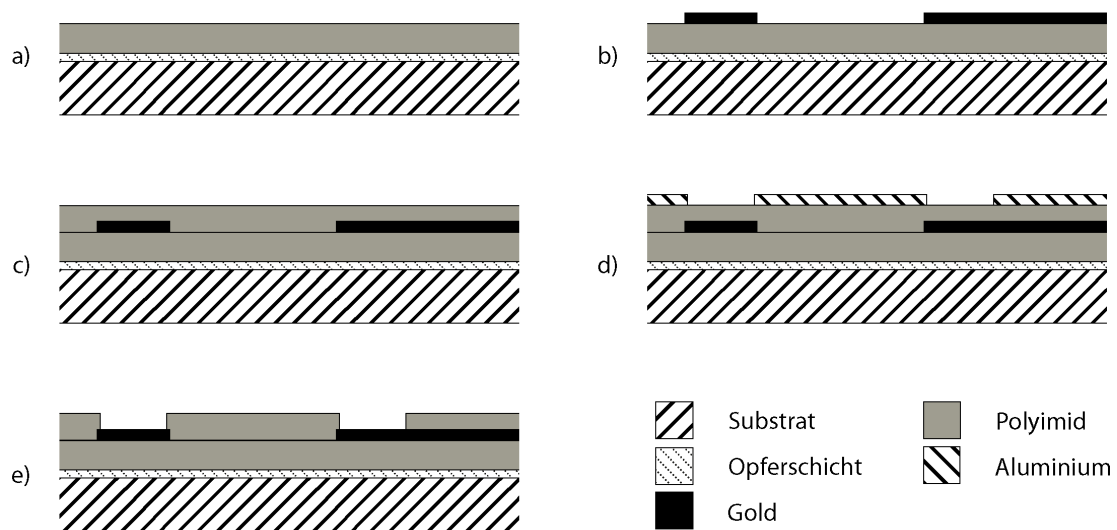 a)
b)
c)
d)
e)
Substrat
Polyimid
Opferschicht
Aluminium
Gold